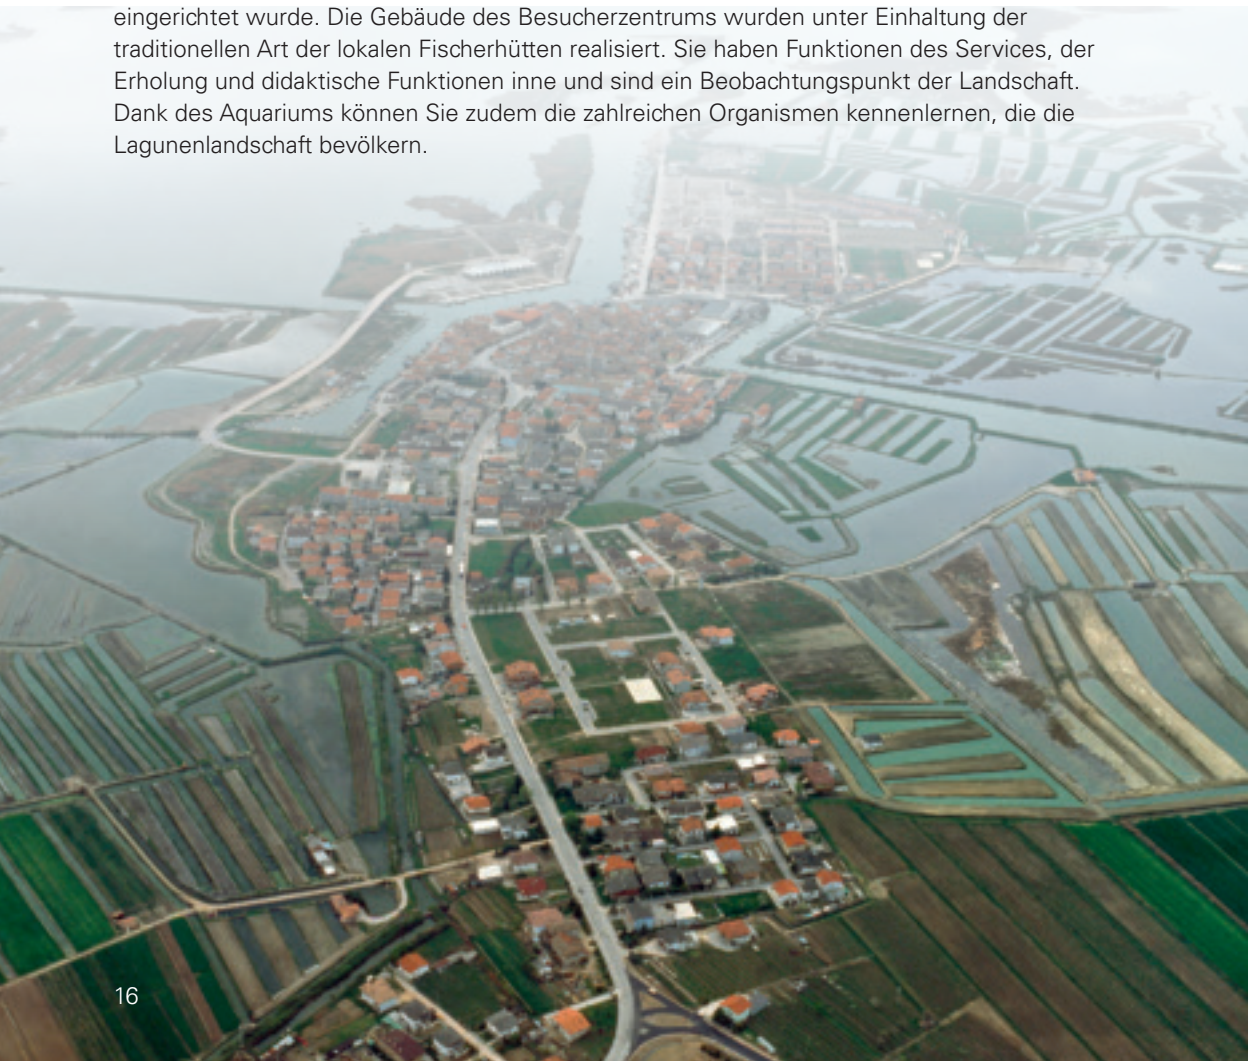 eingerichtet wurde. Die Gebäude des Besucherzentrums wurden unter Einhaltung der
traditionellen Art der lokalen Fischerhütten realisiert. Sie haben Funktionen des Services, der
Erholung und didaktische Funktionen inne und sind ein Beobachtungspunkt der Landschaft.
Dank des Aquariums können Sie zudem die zahlreichen Organismen kennenlernen, die die
Lagunenlandschaft bevölkern.
16